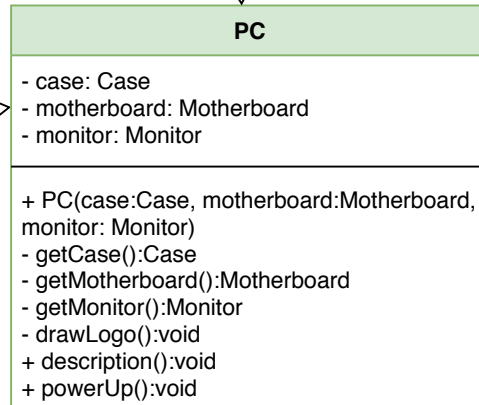 PC
- case: Case
- motherboard: Motherboard
- monitor: Monitor
+ PC(case:Case, motherboard:Motherboard,
monitor: Monitor)
- getCase():Case
- getMotherboard():Motherboard
- getMonitor():Monitor
- drawLogo():void
+ description():void
+ powerUp():void